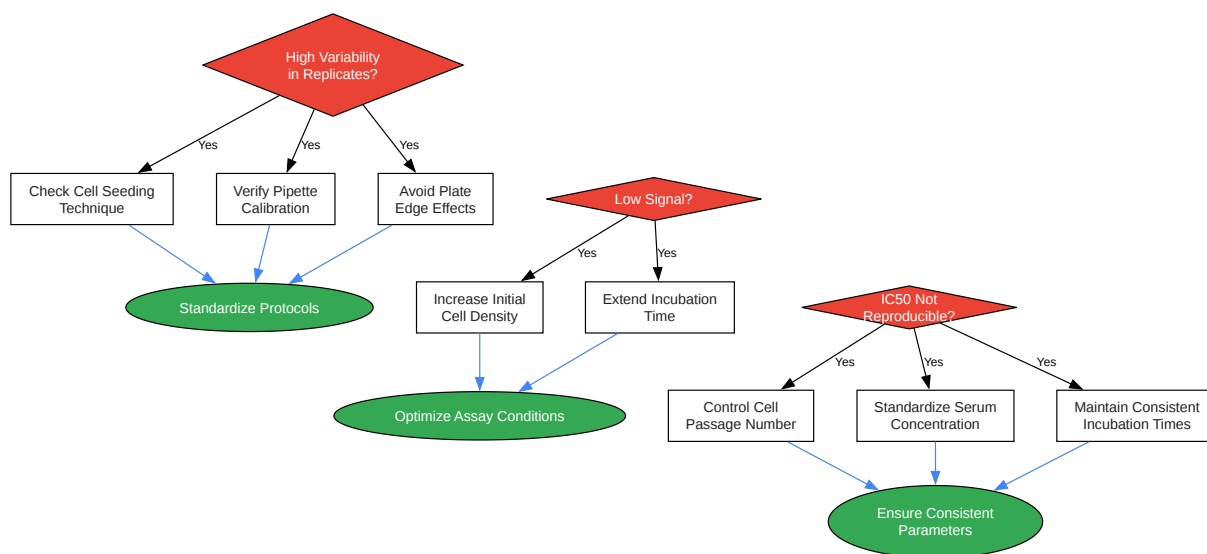 High Variability
in Replicates?
Yes
Yes
Yes
Check Cell Seeding
Technique
Verify Pipette
Calibration
Avoid Plate
Edge Effects
Standardize Protocols
Low Signal?
Yes
Yes
Increase Initial
Cell Density
Extend Incubation
Time
Optimize Assay Conditions
IC50 Not
Reproducible?
Yes
Yes
Yes
Control Cell
Passage Number
Standardize Serum
Concentration
Maintain Consistent
Incubation Times
Ensure Consistent
Parameters